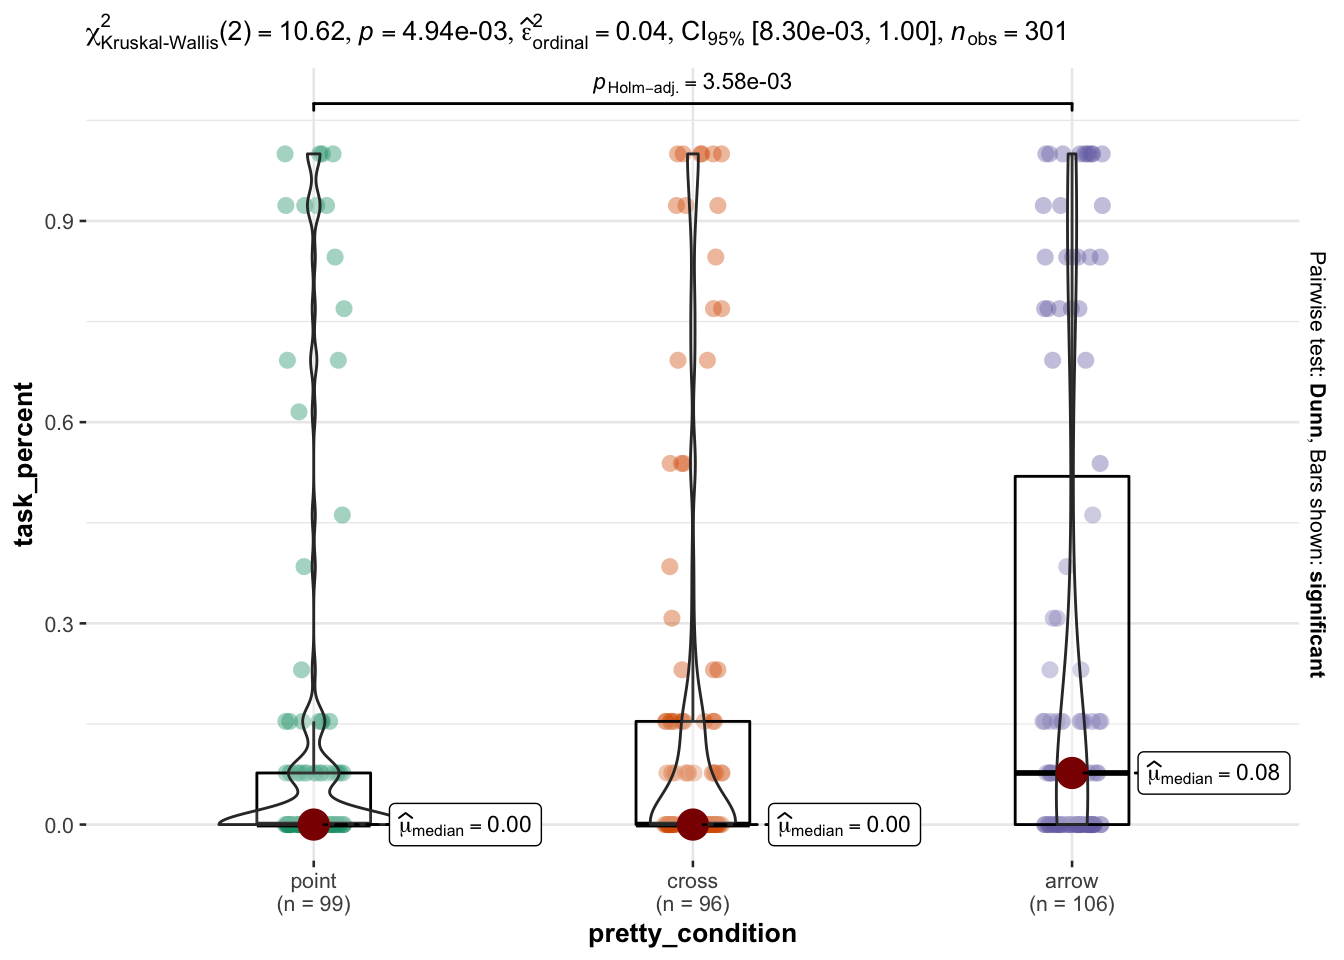 χ²Kruskal-Wallis(2) = 10.62, p = 4.94e-03, ε̂²ordinal = 0.04, CI95% [8.30e-03, 1.00], nobs = 301
pHolm−adj. = 3.58e-03
0.9
0.6
0.3
0.0
task_percent
μ̂median = 0.00
μ̂median = 0.00
μ̂median = 0.08
point
(n = 99)
cross
(n = 96)
arrow
(n = 106)
pretty_condition
Pairwise test: Dunn, Bars shown: significant